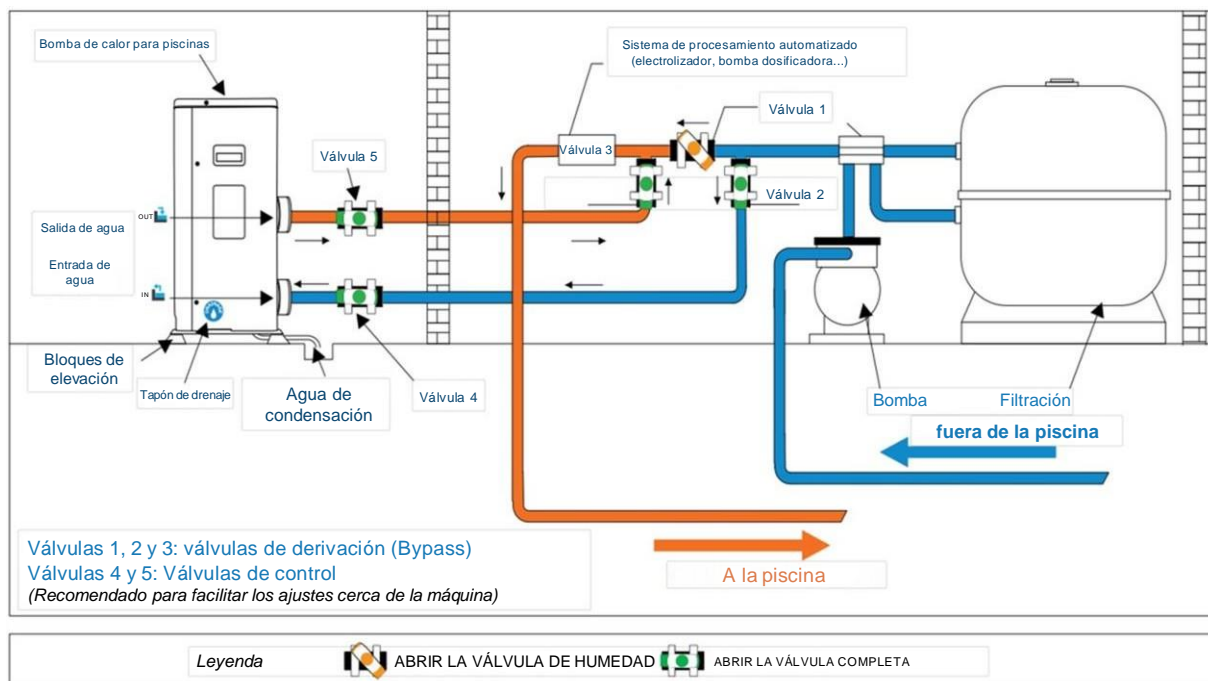 Bomba de calor para piscinas
Sistema de procesamiento automatizado
(electrolizador, bomba dosificadora...)
Válvula 1
Válvula 5
Válvula 3
Válvula 2
OUT
Salida de agua
Entrada de
agua
IN
Bloques de
elevación
Tapón de drenaje
Agua de
condensación
Válvula 4
Bomba
Filtración
fuera de la piscina
A la piscina
Válvulas 1, 2 y 3: válvulas de derivación (Bypass)
Válvulas 4 y 5: Válvulas de control
(Recomendado para facilitar los ajustes cerca de la máquina)
Leyenda
ABRIR LA VÁLVULA DE HUMEDAD
ABRIR LA VÁLVULA COMPLETA